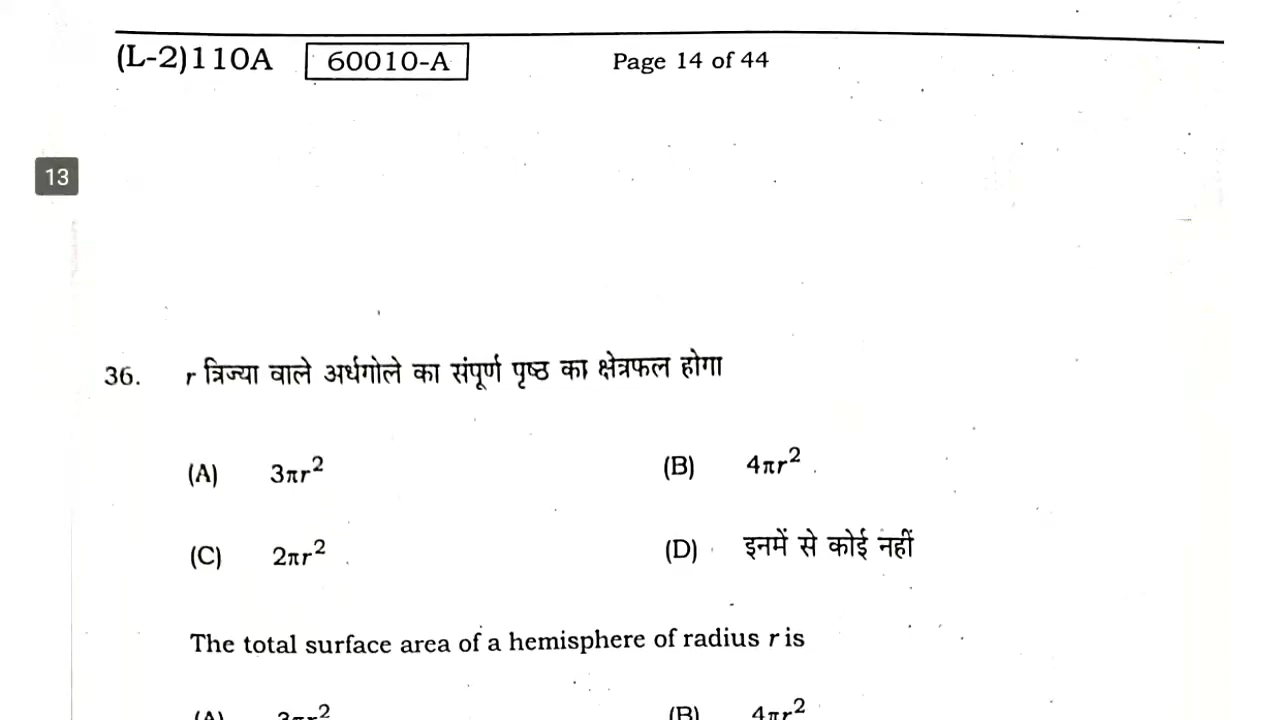 (L-2)110A 60010-A Page 14 of 44
13
36. r त्रिज्या वाले अर्धगोले का संपूर्ण पृष्ठ का क्षेत्रफल होगा
(A) 3πr² (B) 4πr²
(C) 2πr² (D) इनमें से कोई नहीं
The total surface area of a hemisphere of radius r is
(A) 3πr² (B) 4πr²